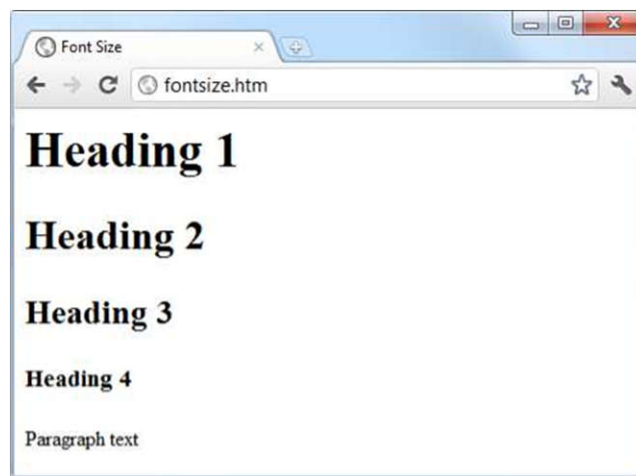 Font Size
fontsize.htm
Heading 1
Heading 2
Heading 3
Heading 4
Paragraph text